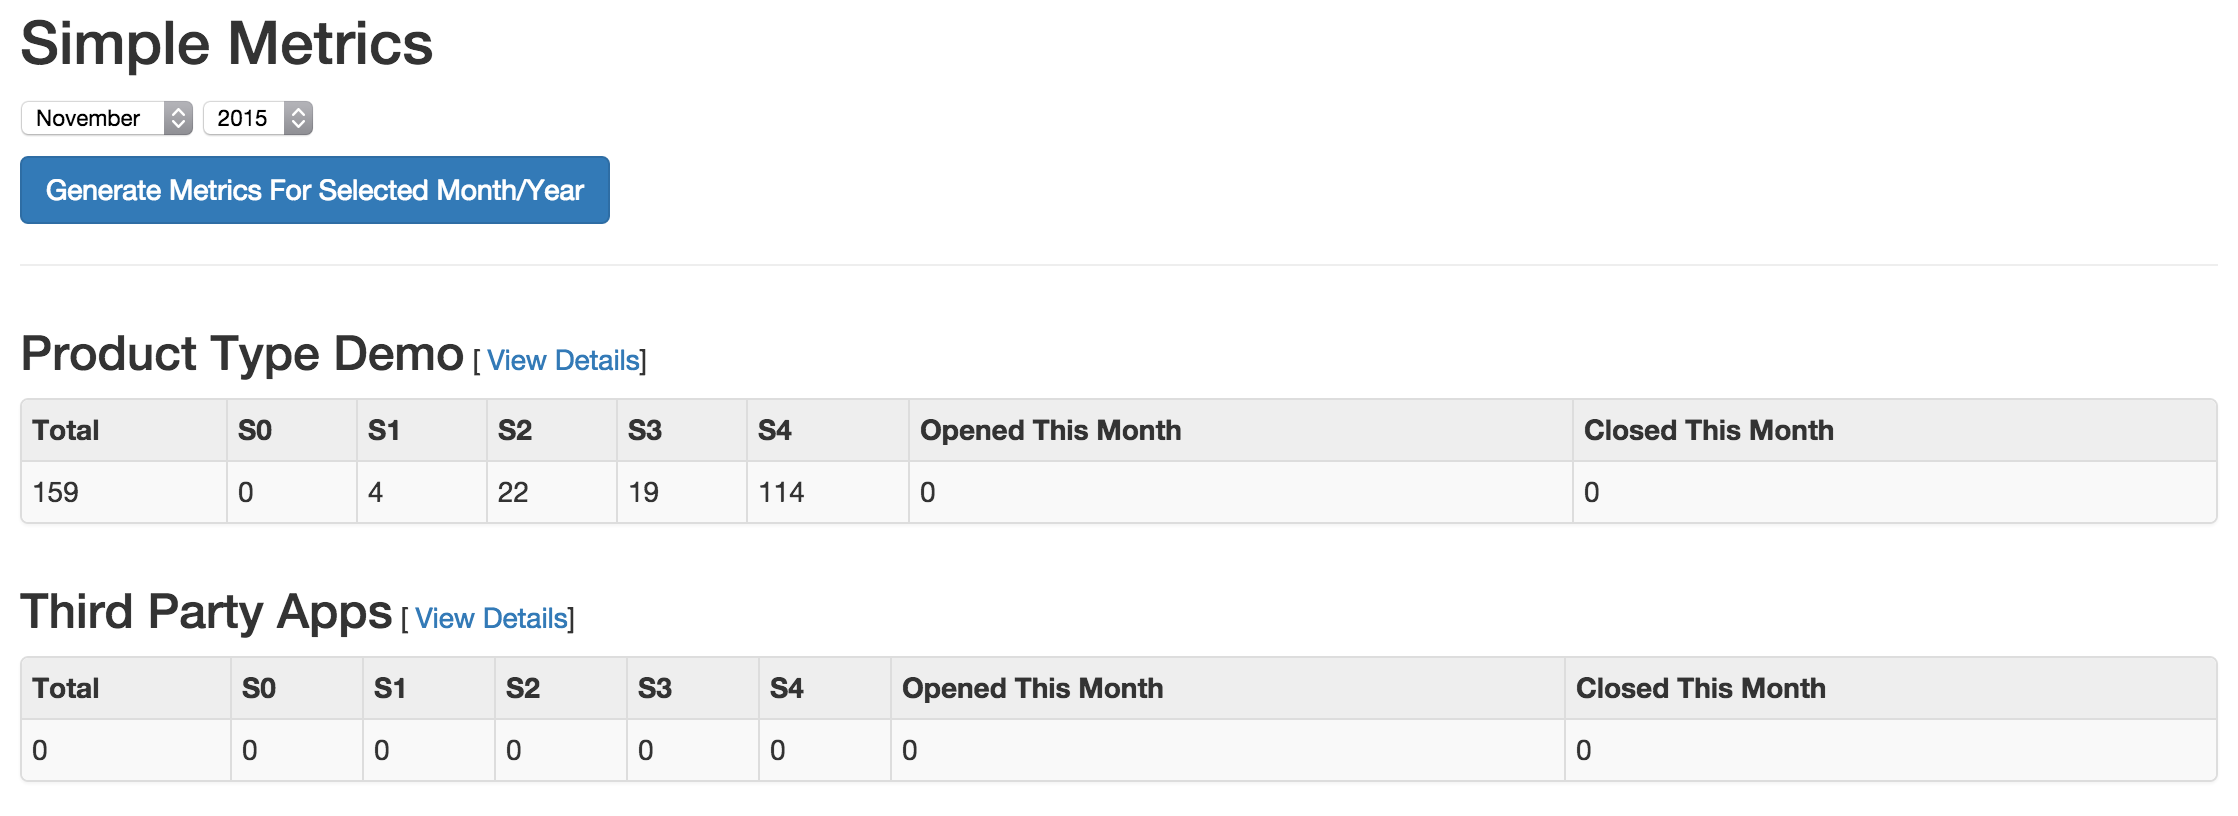 Simple Metrics
November 2015
Generate Metrics For Selected Month/Year
Product Type Demo [ View Details]
Total S0 S1 S2 S3 S4 Opened This Month Closed This Month
159 0 4 22 19 114 0 0
Third Party Apps [ View Details]
Total S0 S1 S2 S3 S4 Opened This Month Closed This Month
0 0 0 0 0 0 0 0